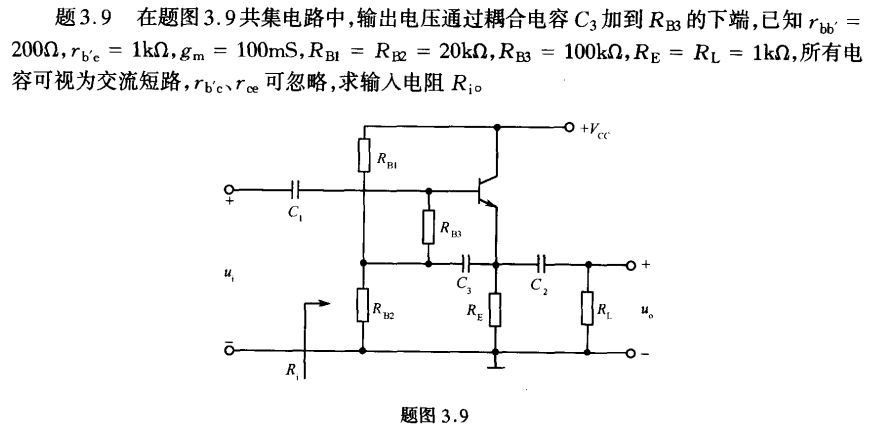 题3.9 在题图3.9共集电路中,输出电压通过耦合电容C₃加到R_B3的下端,已知r_bb′ =
200Ω,r_b′e = 1kΩ,g_m = 100mS,R_B1 = R_B2 = 20kΩ,R_B3 = 100kΩ,R_E = R_L = 1kΩ,所有电
容可视为交流短路,r_b′c、r_ce可忽略,求输入电阻R_i。
+V_CC
R_B1
+
C₁
R_B3
+
u_i
C₃
C₂
R_B2
R_E
R_L
u_o
−
−
R_i
题图3.9